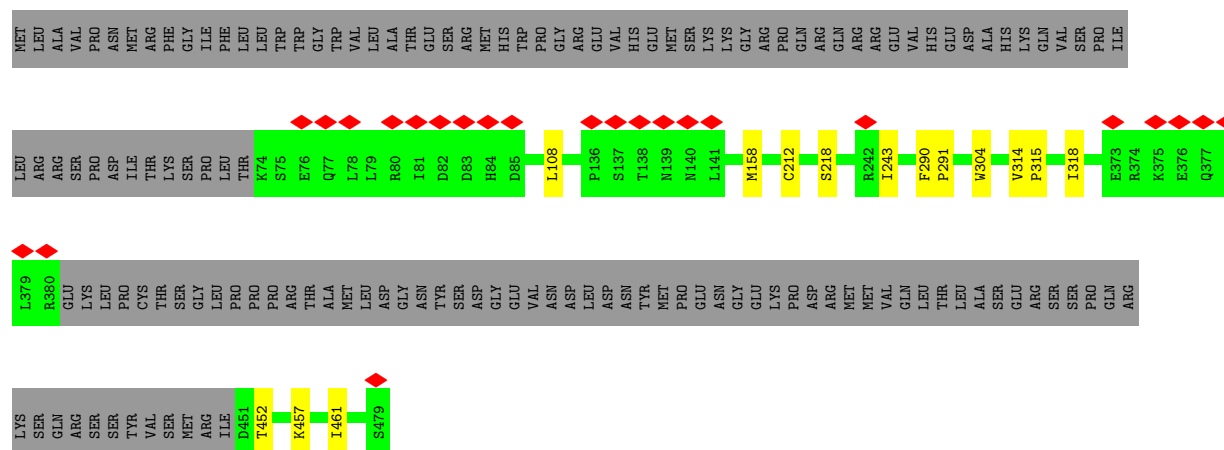 MET LEU ALA VAL PRO ASN MET ARG PHE GLY ILE PHE LEU LEU TRP TRP GLY TRP VAL LEU ALA THR GLU SER ARG MET HIS TRP PRO GLY ARG GLU VAL HIS GLU MET SER LYS LYS GLY ARG PRO GLN ARG GLN ARG ARG GLU VAL HIS GLU ASP ALA HIS LYS GLN VAL SER PRO ILE
LEU ARG ARG SER PRO ASP ILE THR LYS SER PRO LEU THR K74 S75 E76 Q77 L78 L79 R80 I81 D82 D83 H84 D85 L108 P136 S137 T138 N139 N140 L141 M158 C212 S218 R242 I243 F290 P291 W304 V314 P315 I318 E373 R374 K375 E376 Q377
L379 R380 GLU LYS LEU PRO CYS THR SER GLY LEU PRO PRO PRO ARG THR ALA MET LEU ASP GLY ASN TYR SER ASP GLY GLU VAL ASN ASP LEU ASP ASN TYR MET PRO GLU ASN GLY GLU LYS PRO ASP ARG MET MET VAL GLN LEU THR LEU ALA SER GLU ARG SER SER PRO GLN ARG
LYS SER GLN ARG SER SER TYR VAL SER MET ARG ILE D451 T452 K457 I461 S479